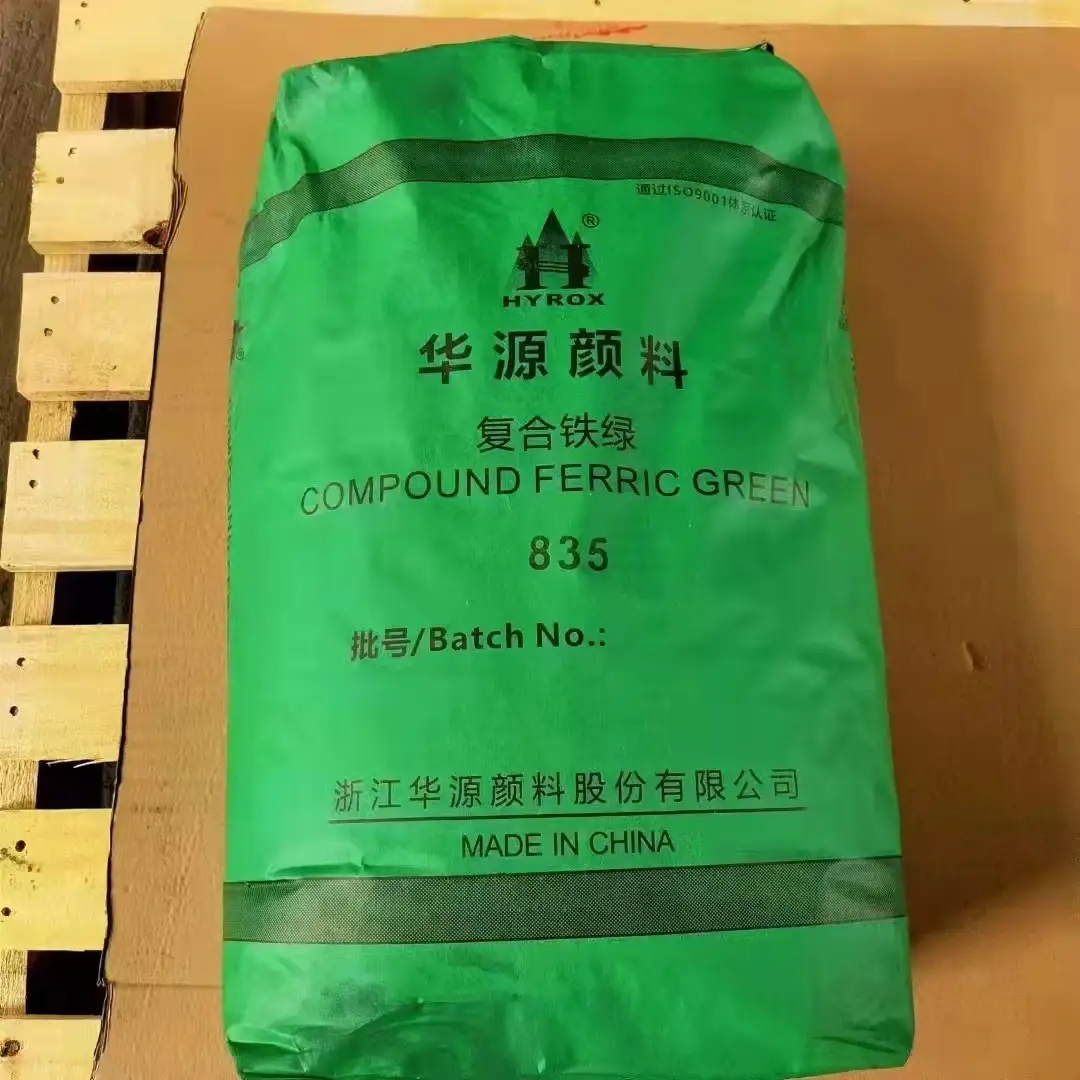 通过ISO9001体系认证
®
HYROX
华源颜料
复合铁绿
COMPOUND FERRIC GREEN
835
批号/Batch No.:
浙江华源颜料股份有限公司
MADE IN CHINA